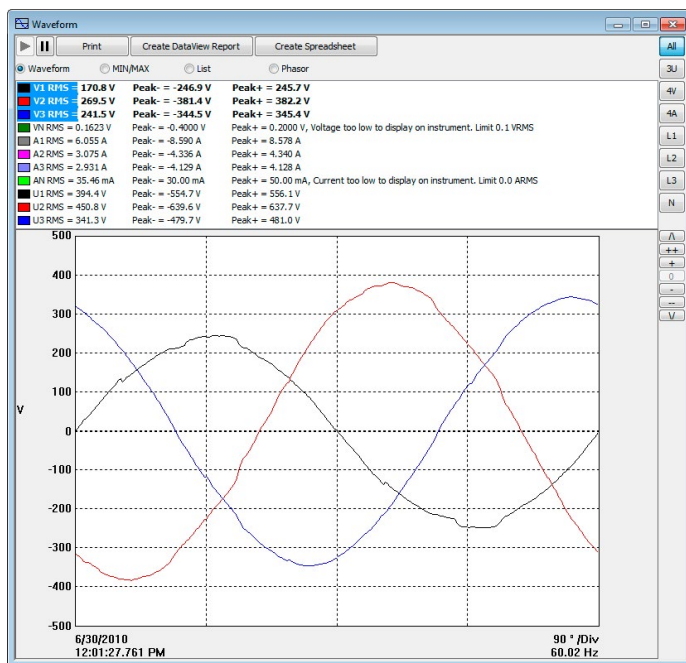 Waveform
Print Create DataView Report Create Spreadsheet All
Waveform MIN/MAX List Phasor 3U
V1 RMS = 170.8 V Peak- = -246.9 V Peak+ = 245.7 V
V2 RMS = 269.5 V Peak- = -381.4 V Peak+ = 382.2 V
V3 RMS = 241.5 V Peak- = -344.5 V Peak+ = 345.4 V
VN RMS = 0.1623 V Peak- = -0.4000 V Peak+ = 0.2000 V, Voltage too low to display on instrument. Limit 0.1 VRMS
A1 RMS = 6.055 A Peak- = -8.590 A Peak+ = 8.578 A
A2 RMS = 3.075 A Peak- = -4.336 A Peak+ = 4.340 A
A3 RMS = 2.931 A Peak- = -4.129 A Peak+ = 4.128 A
AN RMS = 35.46 mA Peak- = 30.00 mA Peak+ = 50.00 mA, Current too low to display on instrument. Limit 0.0 ARMS
U1 RMS = 394.4 V Peak- = -554.7 V Peak+ = 556.1 V
U2 RMS = 450.8 V Peak- = -639.6 V Peak+ = 637.7 V
U3 RMS = 341.3 V Peak- = -479.7 V Peak+ = 481.0 V
4V
4A
L1
L2
L3
N
/\
++
+
0
-
--
\/
500
400
300
200
100
V
0
-100
-200
-300
-400
-500
6/30/2010 90 ° /Div
12:01:27.761 PM 60.02 Hz